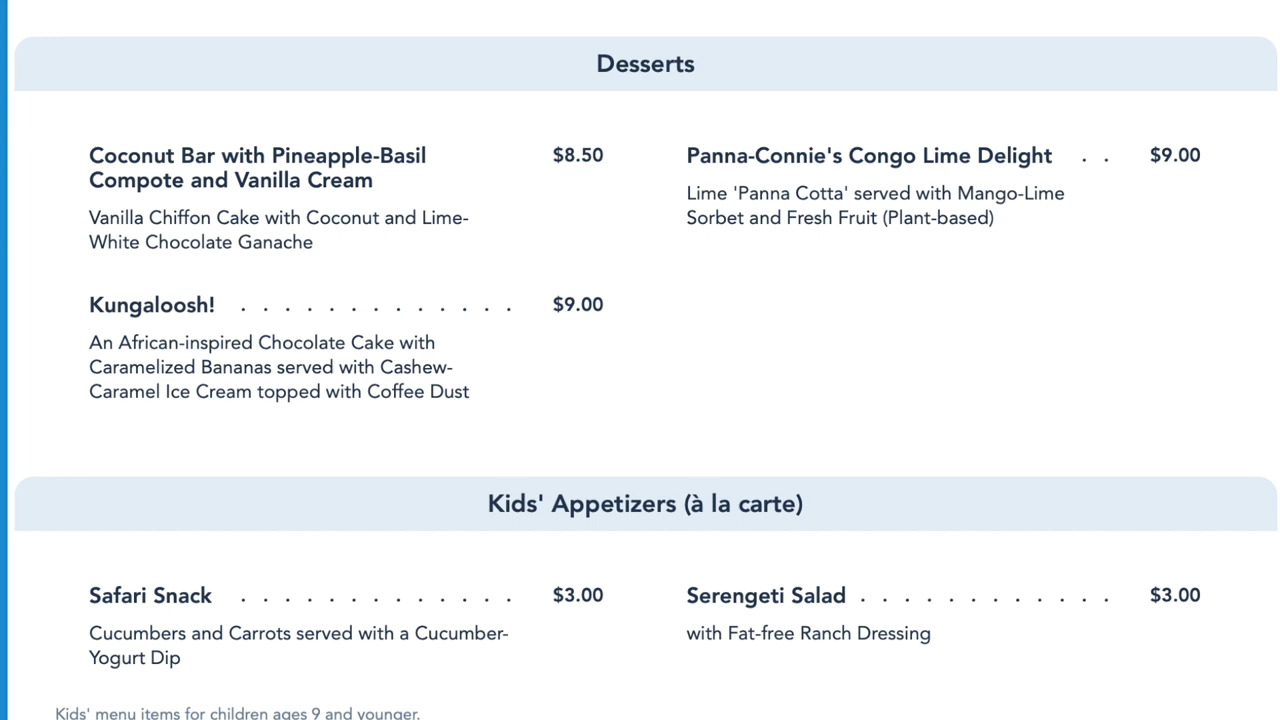 Desserts
Coconut Bar with Pineapple-Basil
Compote and Vanilla Cream
$8.50
Vanilla Chiffon Cake with Coconut and Lime-
White Chocolate Ganache
Panna-Connie's Congo Lime Delight . . $9.00
Lime 'Panna Cotta' served with Mango-Lime
Sorbet and Fresh Fruit (Plant-based)
Kungaloosh! . . . . . . . . . . . . . $9.00
An African-inspired Chocolate Cake with
Caramelized Bananas served with Cashew-
Caramel Ice Cream topped with Coffee Dust
Kids' Appetizers (à la carte)
Safari Snack . . . . . . . . . . . . . $3.00
Cucumbers and Carrots served with a Cucumber-
Yogurt Dip
Serengeti Salad . . . . . . . . . . . . $3.00
with Fat-free Ranch Dressing
Kids' menu items for children ages 9 and younger.